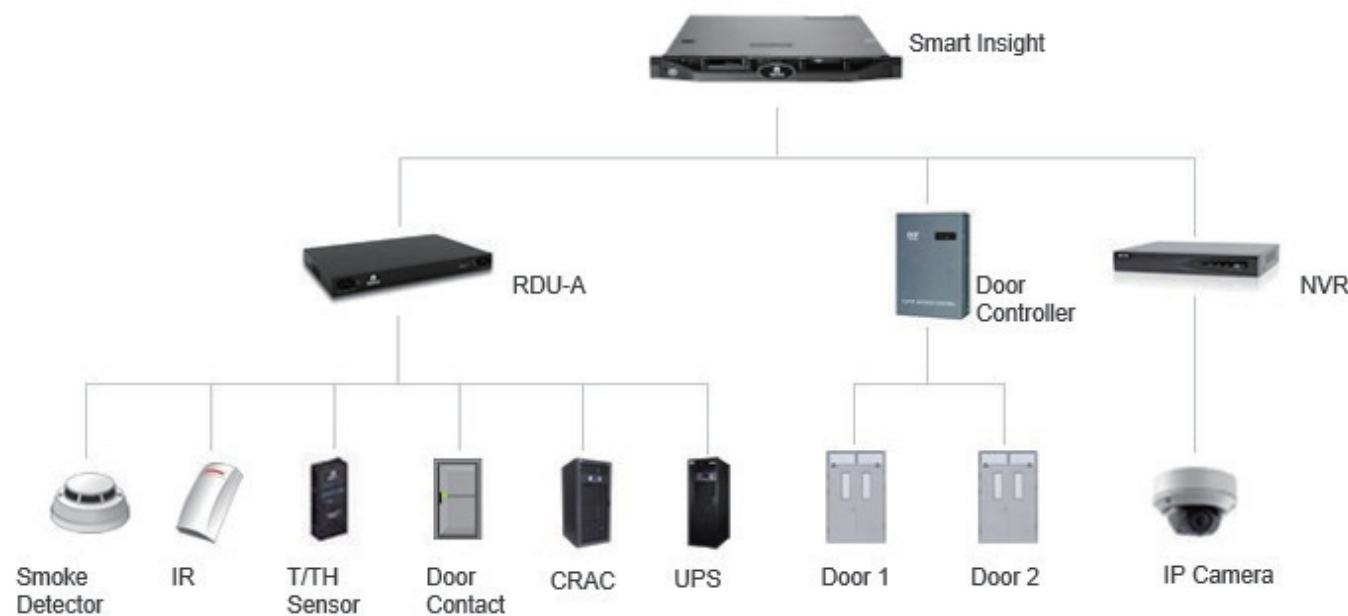 Smart Insight
RDU-A
Door
Controller
NVR
Smoke
Detector
IR
T/TH
Sensor
Door
Contact
CRAC
UPS
Door 1
Door 2
IP Camera